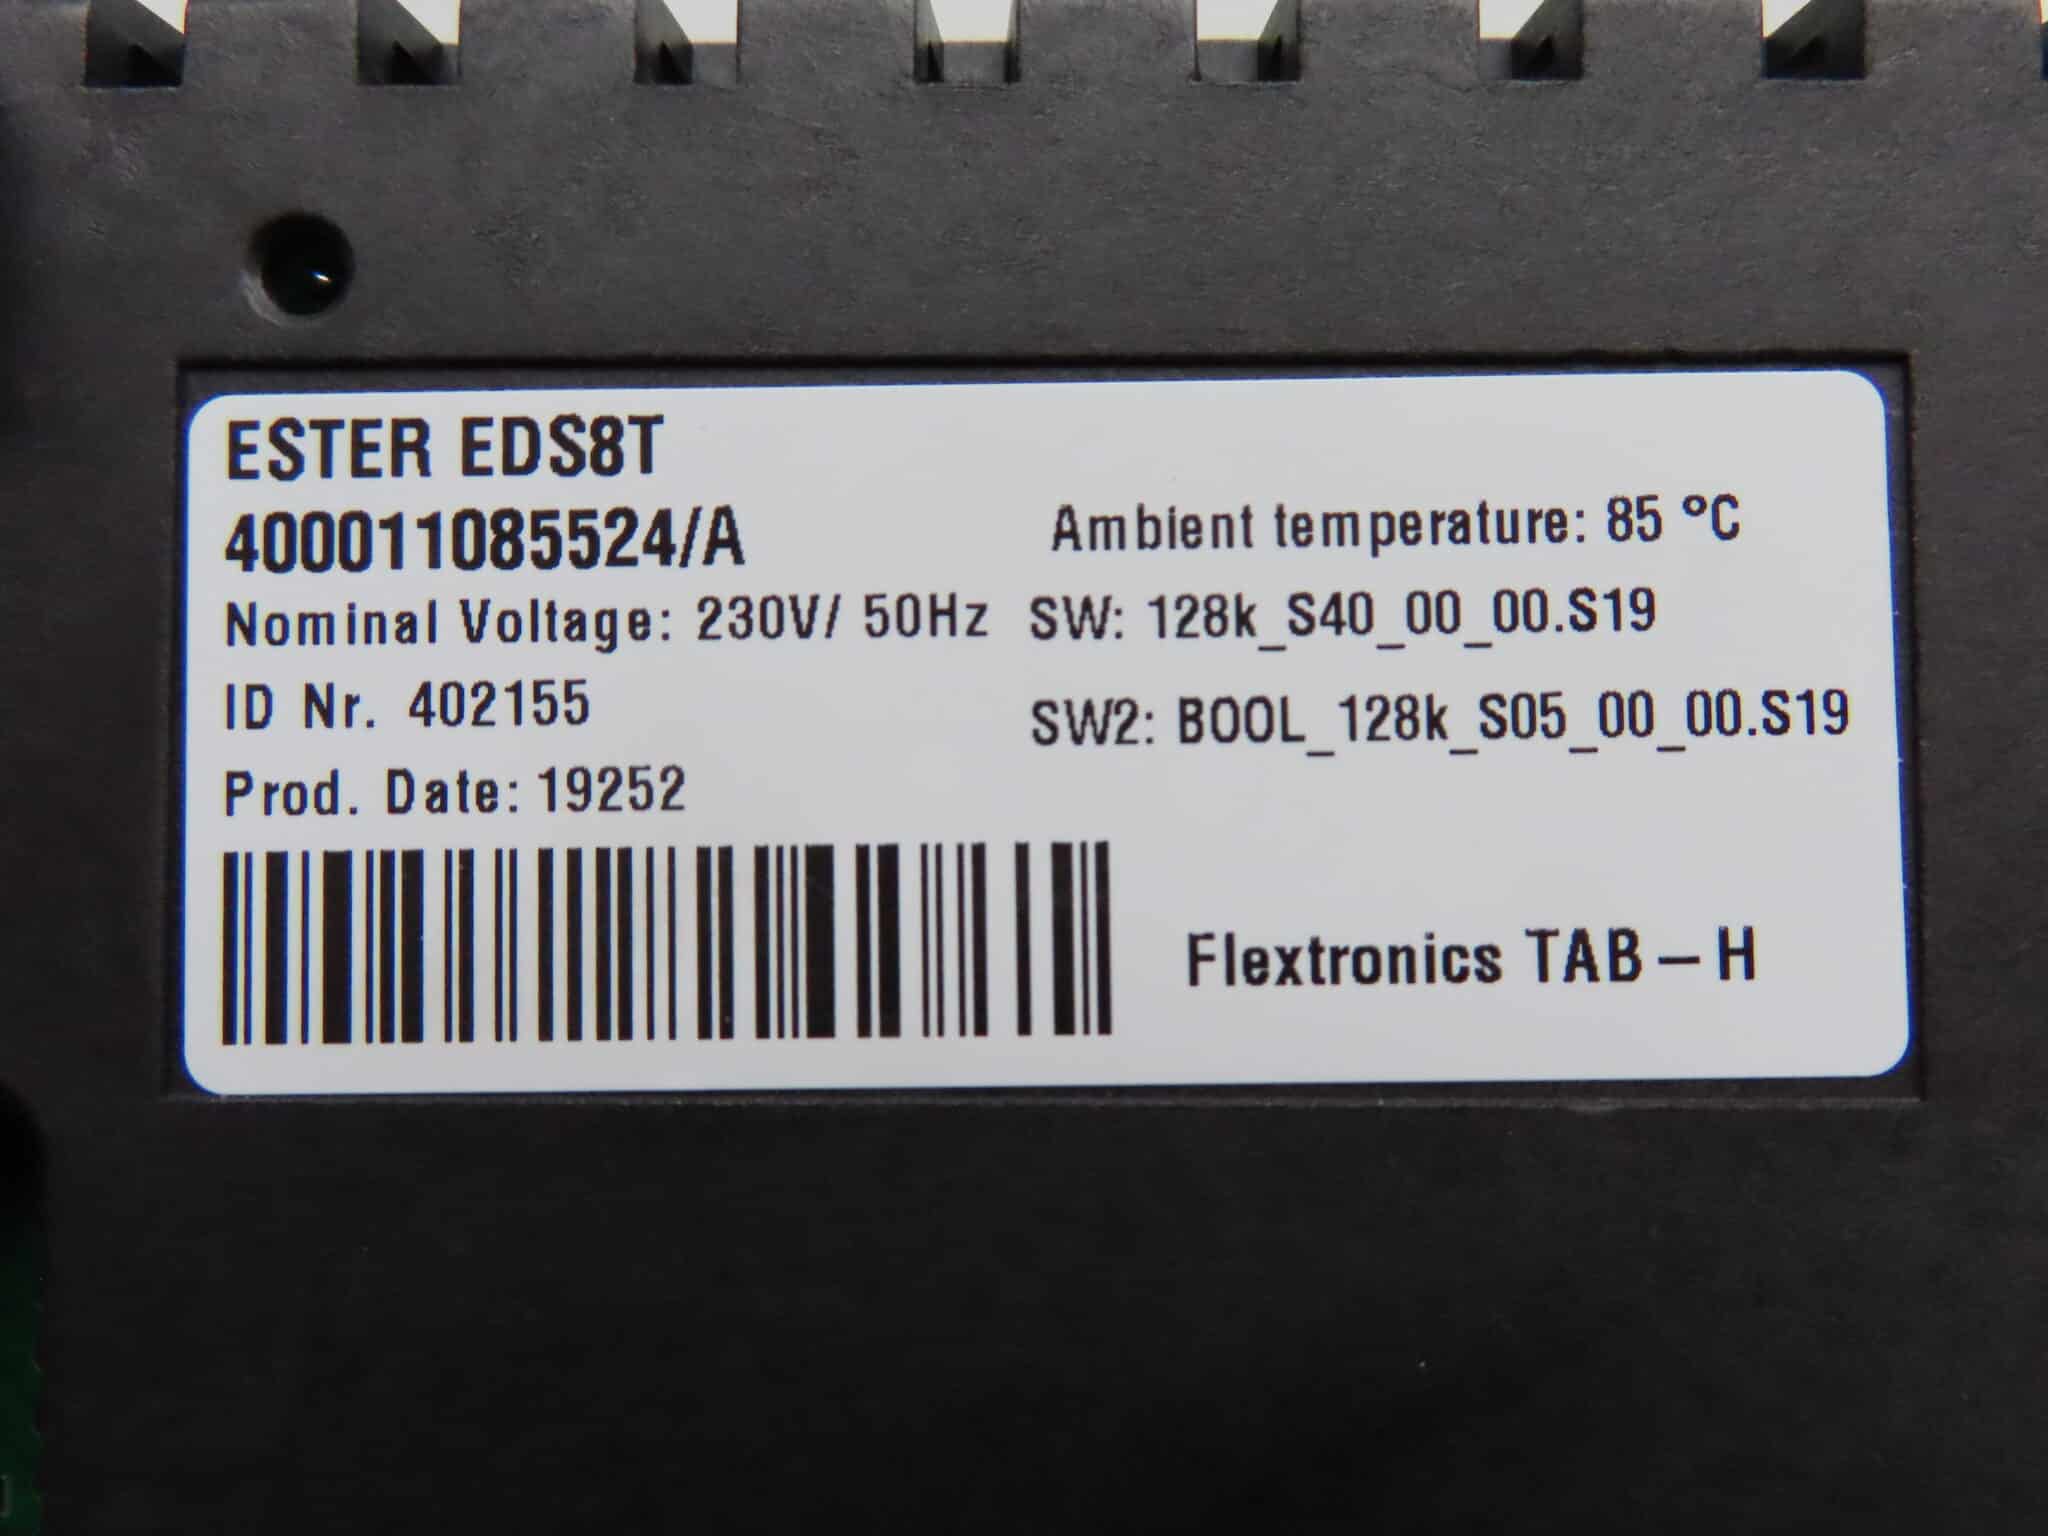 ESTER EDS8T
400011085524/A
Ambient temperature: 85 °C
Nominal Voltage: 230V/ 50Hz
SW: 128k_S40_00_00.S19
ID Nr. 402155
SW2: BOOL_128k_S05_00_00.S19
Prod. Date: 19252
Flextronics TAB – H